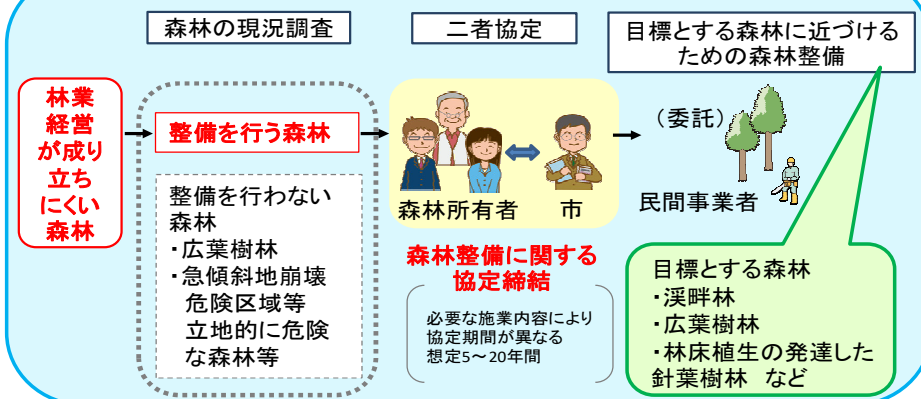 森林の現況調査
二者協定
目標とする森林に近づける
ための森林整備
林業
経営
が成り
立ち
にくい
森林
整備を行う森林
整備を行わない
森林
・広葉樹林
・急傾斜地崩壊
危険区域等
立地的に危険
な森林等
森林所有者
市
森林整備に関する
協定締結
必要な施業内容により
協定期間が異なる
想定5~20年間
（委託）
民間事業者
目標とする森林
・渓畔林
・広葉樹林
・林床植生の発達した
針葉樹林 など